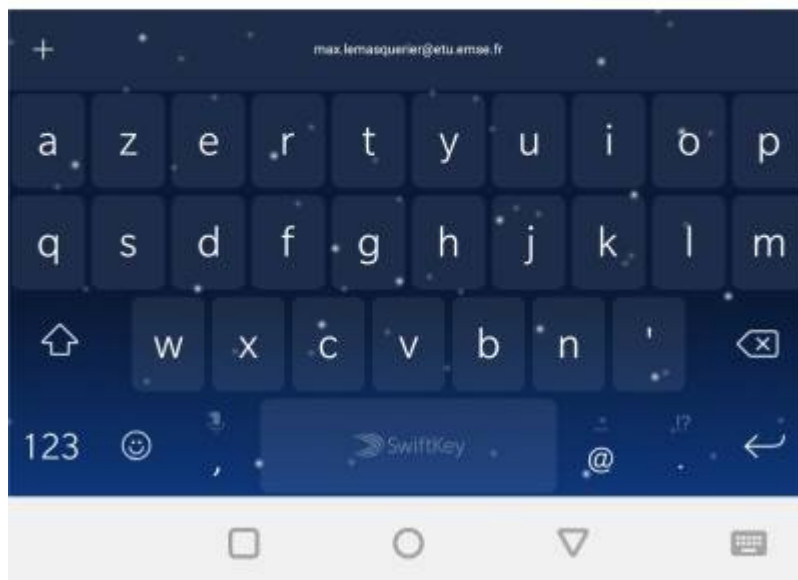 + max.lemasquerier@etu.emse.fr
a z e r t y u i o p
q s d f g h j k l m
w x c v b n '
,!?
123 , SwiftKey @ .